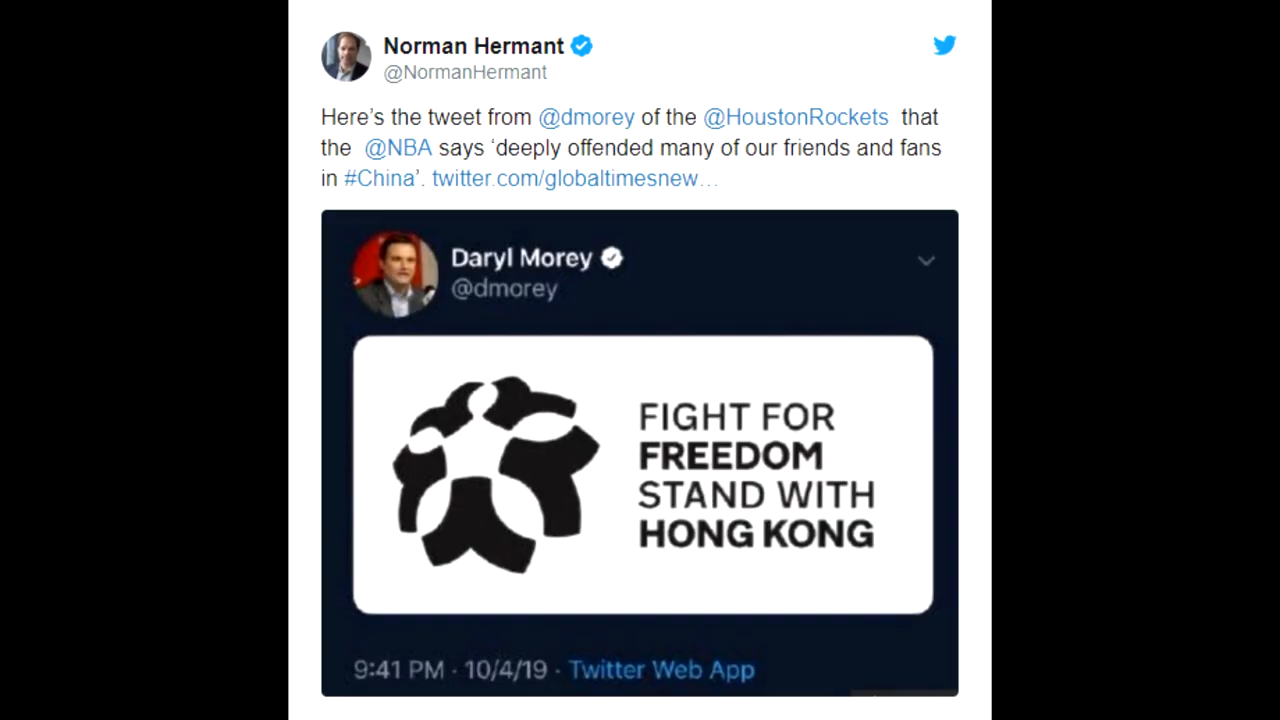 Norman Hermant
@NormanHermant
Here’s the tweet from @dmorey of the @HoustonRockets that
the @NBA says ‘deeply offended many of our friends and fans
in #China’. twitter.com/globaltimesnew…
Daryl Morey
@dmorey
FIGHT FOR
FREEDOM
STAND WITH
HONG KONG
9:41 PM · 10/4/19 · Twitter Web App